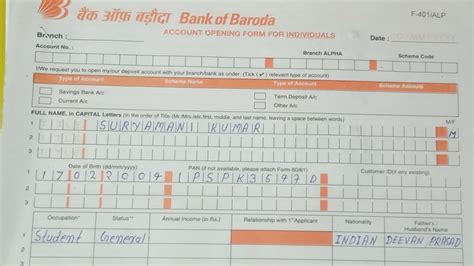 F-401/ALP
बैंक ऑफ़ बड़ौदा Bank of Baroda
ACCOUNT OPENING FORM FOR INDIVIDUALS
Branch : Date :
Account No. : Branch ALPHA Scheme Code
I/We request you to open my/our deposit account with your branch/bank as under: (Tick (✓) relevant type of account)
Type of Account Scheme Type of Account Scheme
Savings Bank A/c Term Deposit A/c
Current A/c Other A/c
FULL NAME, in CAPITAL Letters (in the order of Title (Mr./Mrs./etc. first, middle, and last name, leaving a space between words) M/F
1 SURYAMANI KUMAR M
2
3
Date of Birth (dd/mm/yyyy) PAN (if not available, please attach Form 60/61) Customer ID(if any existing)
1 17022004 IPSPK3697D
2
3
Occupation* Status** Annual Income (in Rs.) Relationship with 1st Applicant Nationality Father's / Husband's Name
1 Student General INDIAN DEEVAN PRASAD
2